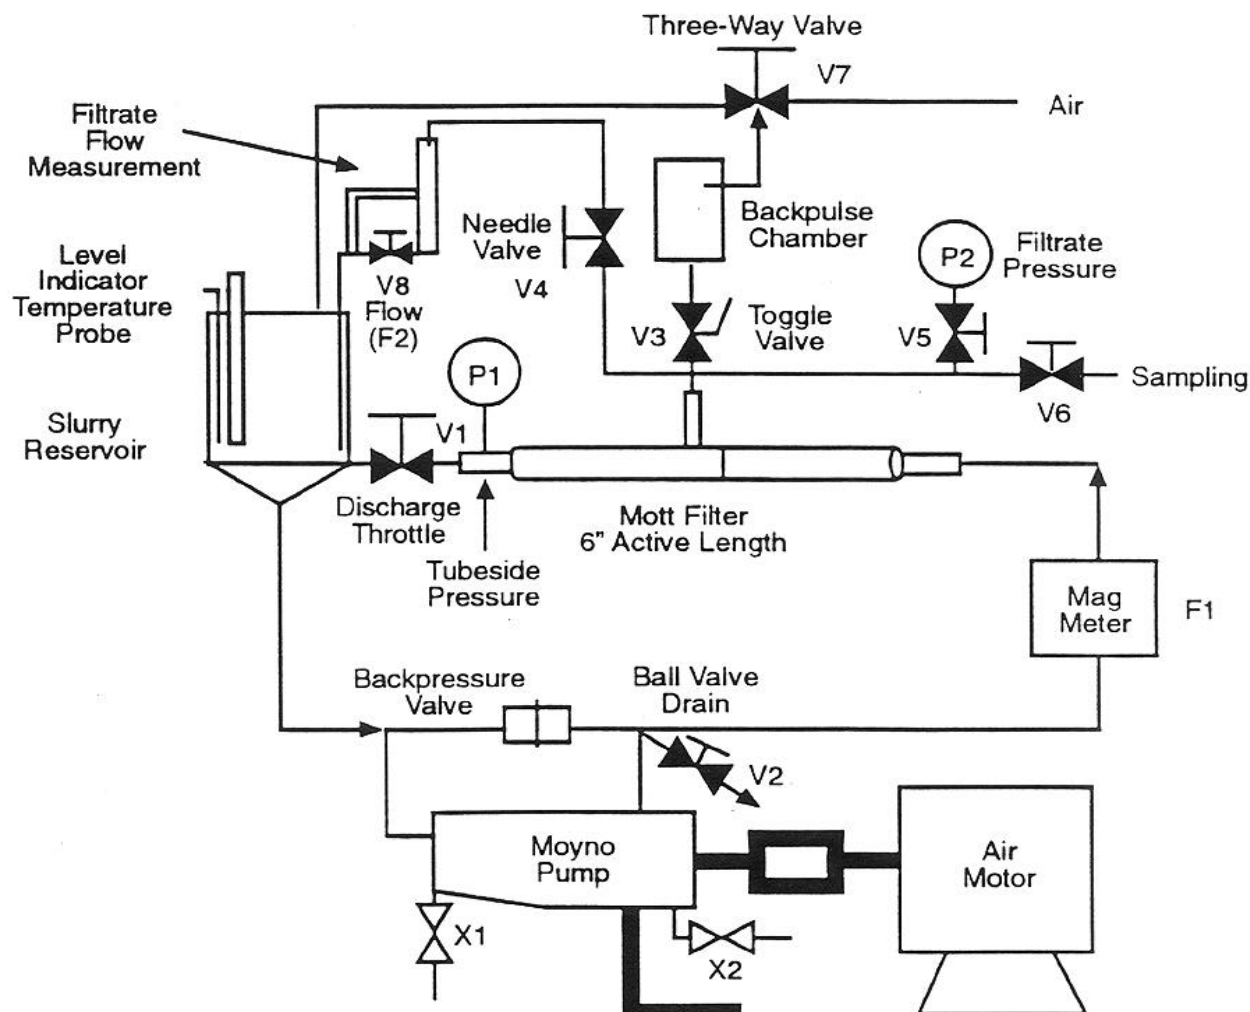 Three-Way Valve
V7
Air
Filtrate
Flow
Measurement
Needle
Valve
V4
Backpulse
Chamber
P2
Filtrate
Pressure
Level
Indicator
Temperature
Probe
V8
Flow
(F2)
V3
Toggle
Valve
V5
P1
Sampling
V6
Slurry
Reservoir
V1
Discharge
Throttle
Mott Filter
6" Active Length
Tubeside
Pressure
Mag
Meter
F1
Backpressure
Valve
Ball Valve
Drain
V2
Moyno
Pump
Air
Motor
X1
X2